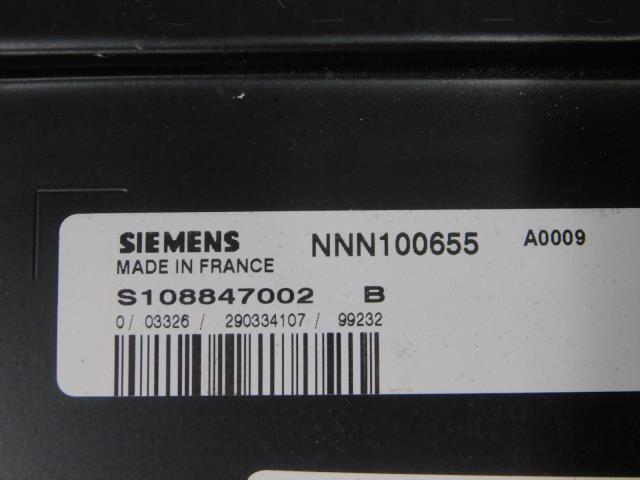 SIEMENS NNN100655 A0009
MADE IN FRANCE
S108847002 B
0/ 03326/ 290334107/ 99232